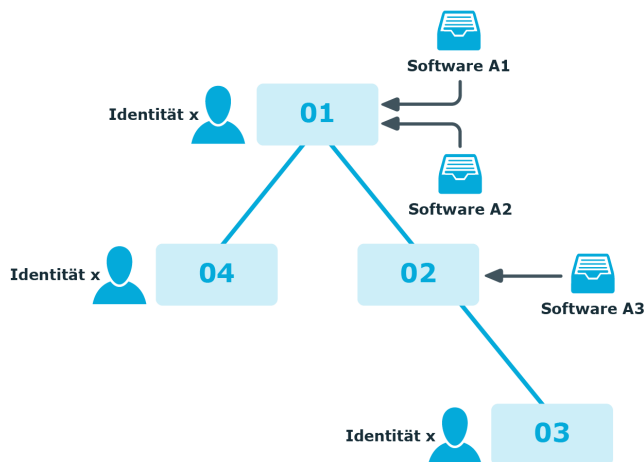 Software A1
Identität x
01
Software A2
Identität x
04
02
Software A3
Identität x
03